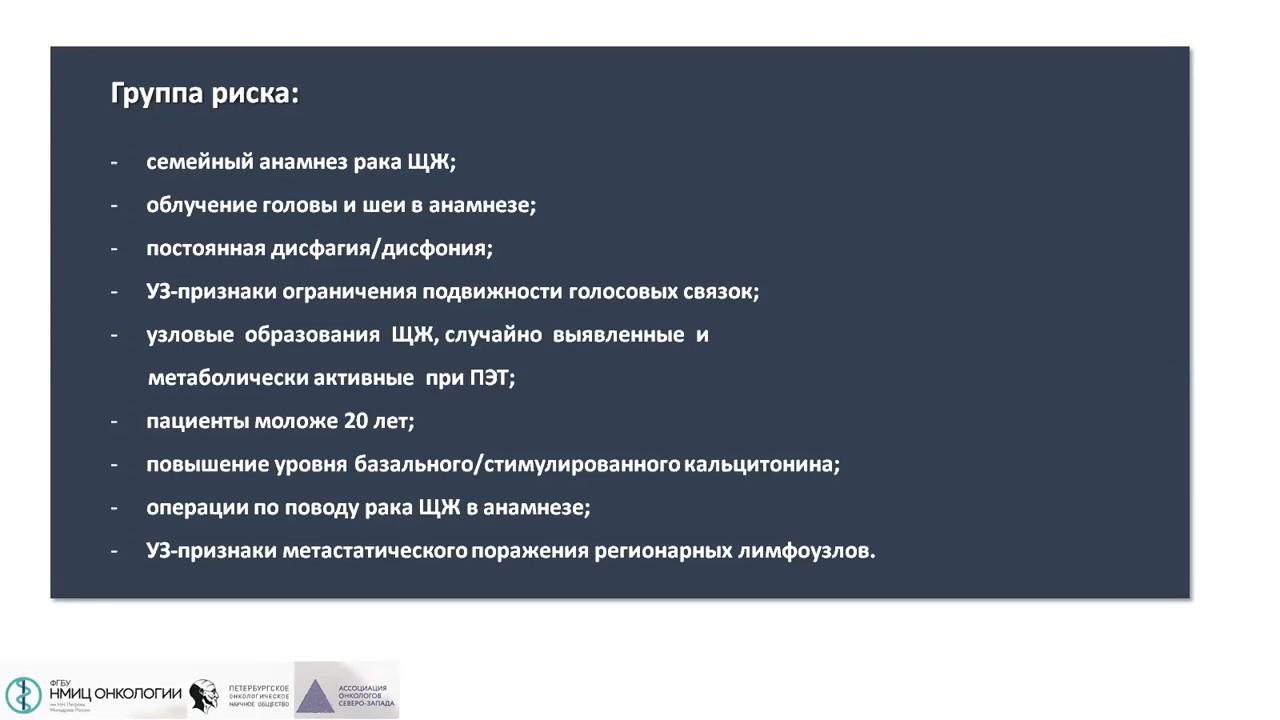 Группа риска:
- семейный анамнез рака ЩЖ;
- облучение головы и шеи в анамнезе;
- постоянная дисфагия/дисфония;
- УЗ-признаки ограничения подвижности голосовых связок;
- узловые образования ЩЖ, случайно выявленные и
метаболически активные при ПЭТ;
- пациенты моложе 20 лет;
- повышение уровня базального/стимулированного кальцитонина;
- операции по поводу рака ЩЖ в анамнезе;
- УЗ-признаки метастатического поражения регионарных лимфоузлов.
ФГБУ
НМИЦ ОНКОЛОГИИ
им. Н.Н. Петрова
Минздрава России
ПЕТЕРБУРГСКОЕ
ОНКОЛОГИЧЕСКОЕ
НАУЧНОЕ ОБЩЕСТВО
АССОЦИАЦИЯ
ОНКОЛОГОВ
СЕВЕРО-ЗАПАДА